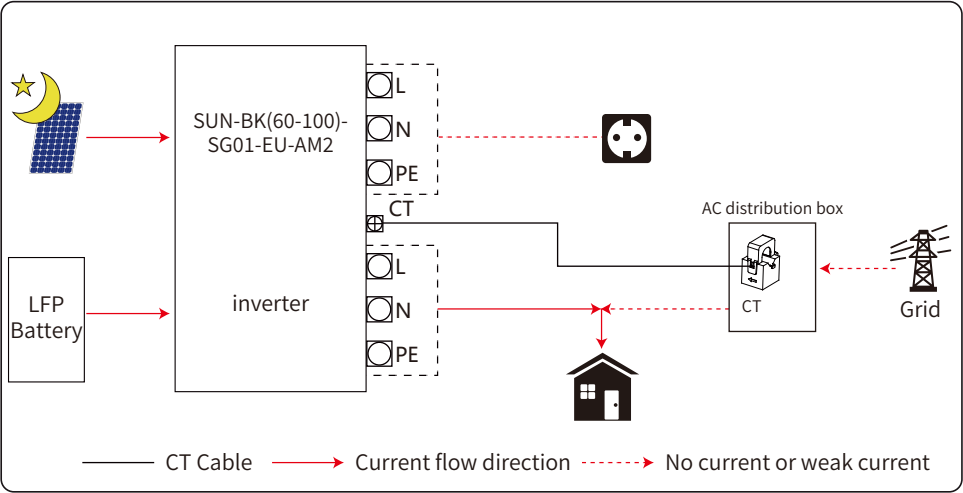 SUN-BK(60-100)-
SG01-EU-AM2
L
N
PE
CT
AC distribution box
L
N
PE
LFP
Battery
inverter
CT
Grid
CT Cable
Current flow direction
No current or weak current